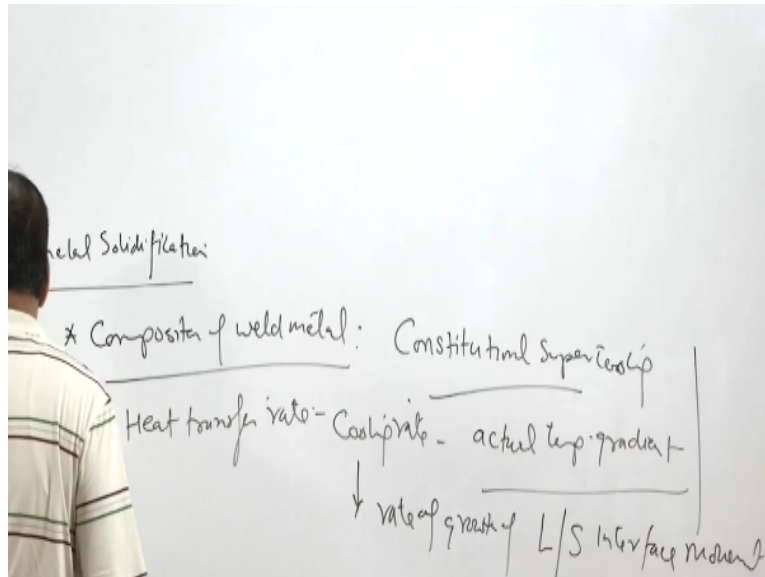 metal Solidification
* Composition of weld metal: Constitutional Supercooling
Heat transfer rate - Cooling rate - actual temp. gradient
↓ rate of growth of L/S Interface